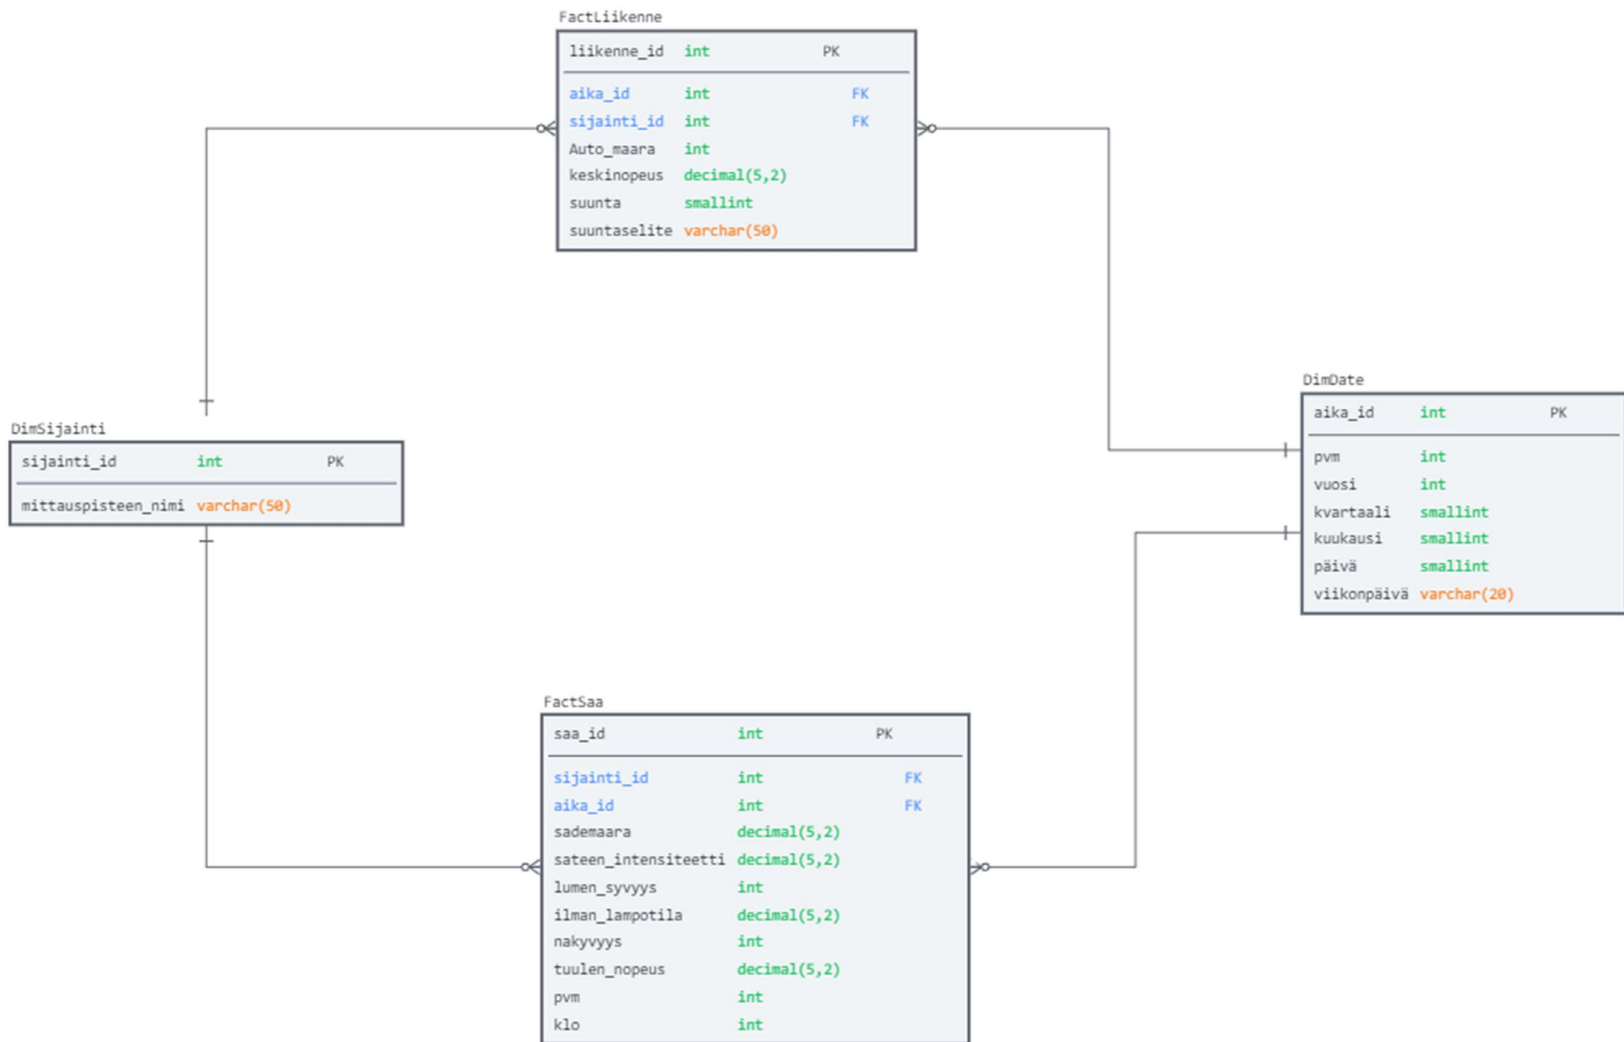 FactLiikenne
liikenne_id int PK
aika_id int FK
sijainti_id int FK
Auto_maara int
keskinopeus decimal(5,2)
suunta smallint
suuntaselite varchar(50)
DimSijainti
sijainti_id int PK
mittauspisteen_nimi varchar(50)
DimDate
aika_id int PK
pvm int
vuosi int
kvartaali smallint
kuukausi smallint
päivä smallint
viikonpäivä varchar(20)
FactSaa
saa_id int PK
sijainti_id int FK
aika_id int FK
sademaara decimal(5,2)
sateen_intensiteetti decimal(5,2)
lumen_syvyys int
ilman_lampotila decimal(5,2)
nakyvyys int
tuulen_nopeus decimal(5,2)
pvm int
klo int